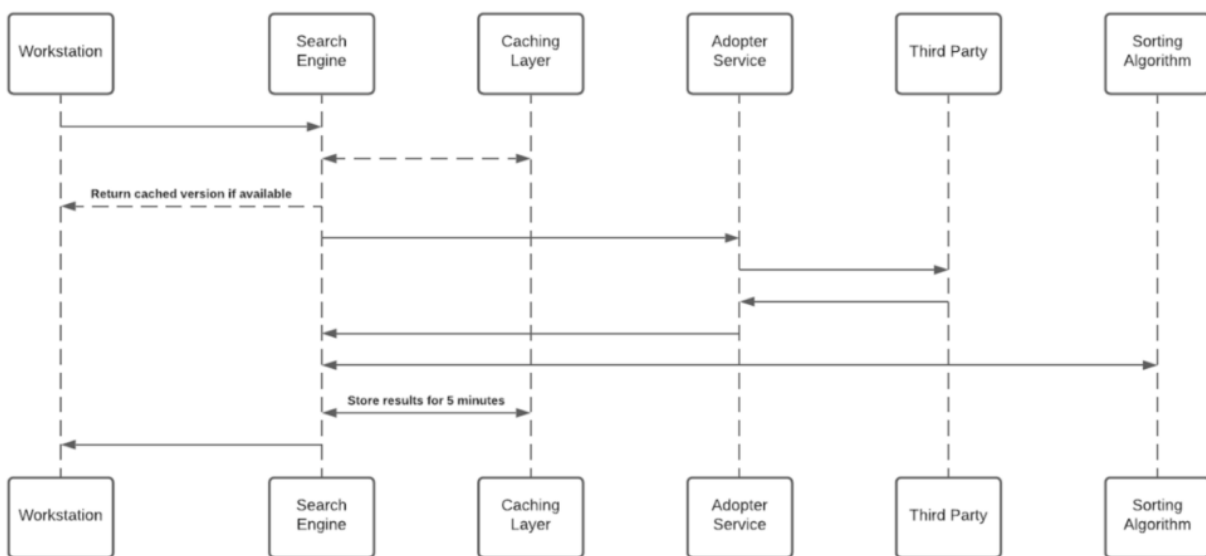 Workstation
Search
Engine
Caching
Layer
Adopter
Service
Third Party
Sorting
Algorithm
Return cached version if available
Store results for 5 minutes
Workstation
Search
Engine
Caching
Layer
Adopter
Service
Third Party
Sorting
Algorithm